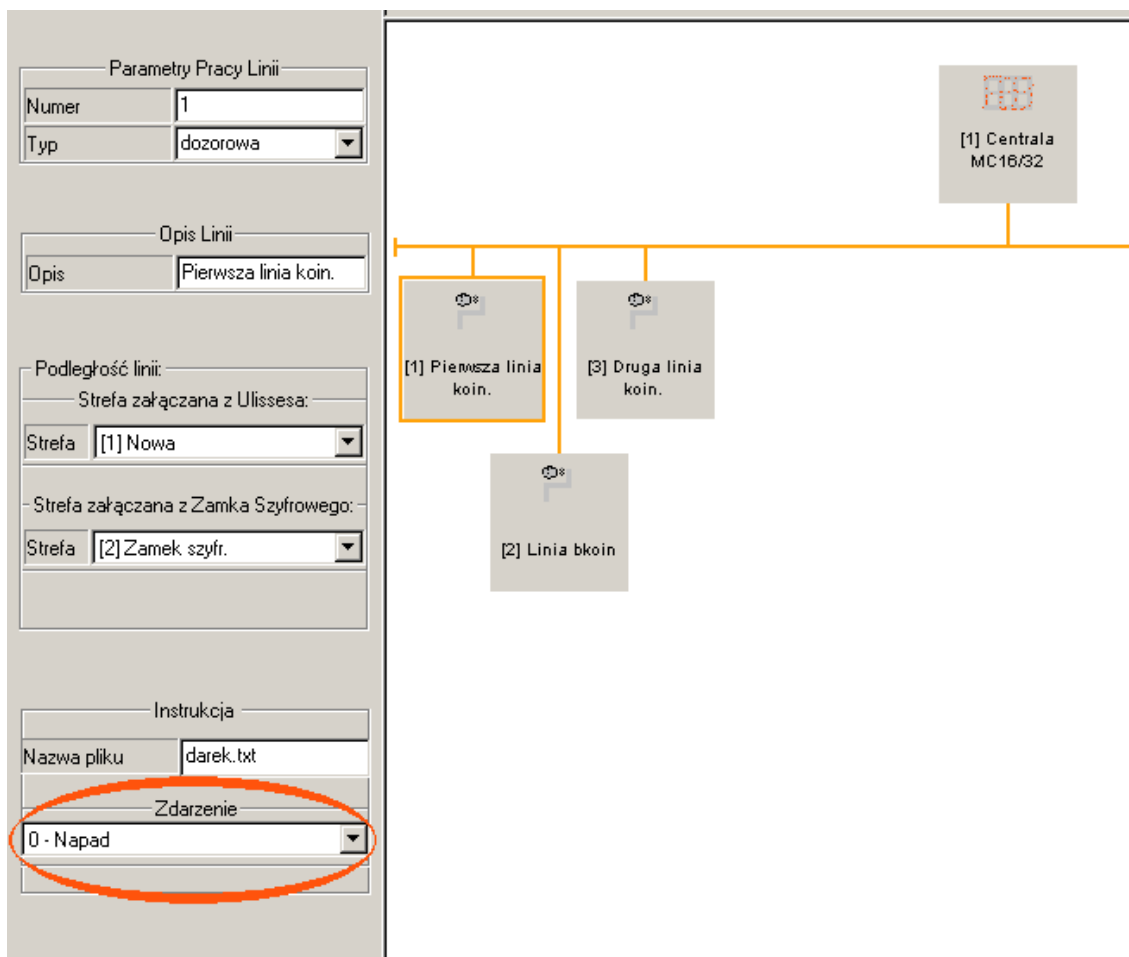 Parametry Pracy Linii
Numer 1
Typ dozorowa
Opis Linii
Opis Pierwsza linia koin.
Podległość linii:
Strefa załączana z Ulissesa:
Strefa [1] Nowa
Strefa załączana z Zamka Szyfrowego:
Strefa [2] Zamek szyfr.
Instrukcja
Nazwa pliku darek.txt
Zdarzenie
0 - Napad
[1] Centrala
MC16/32
[1] Pierwsza linia
koin.
[3] Druga linia
koin.
[2] Linia bkoin